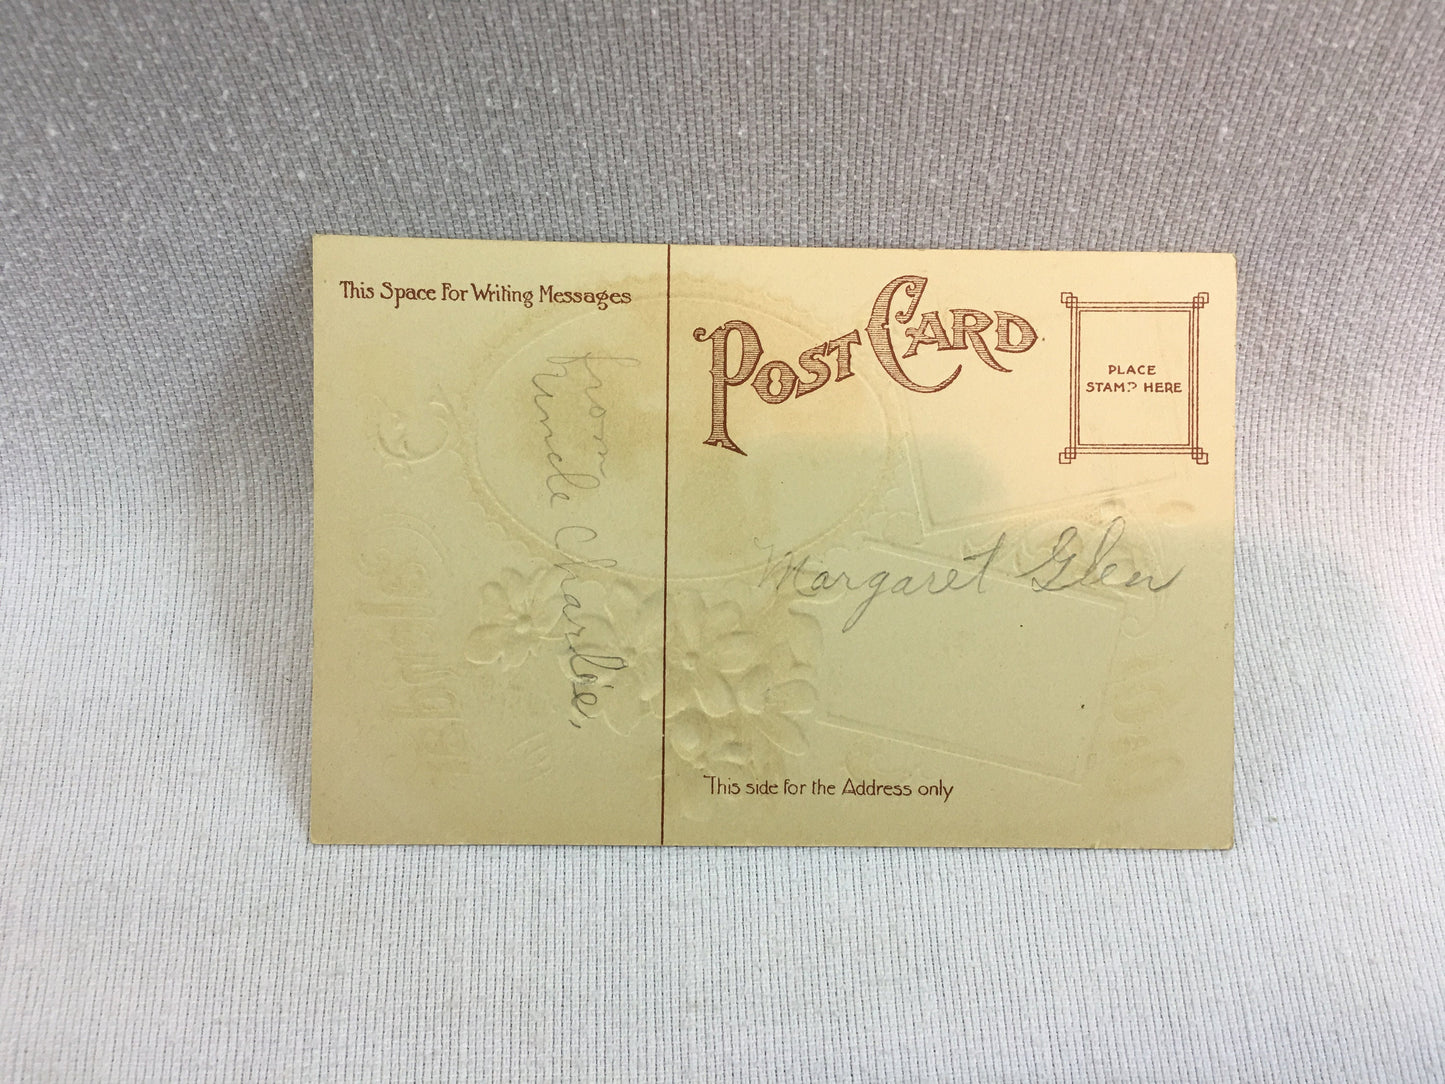 This Space For Writing Messages
from
Uncle Charlie,
POST CARD
PLACE
STAMP HERE
Margaret Glen
This side for the Address only